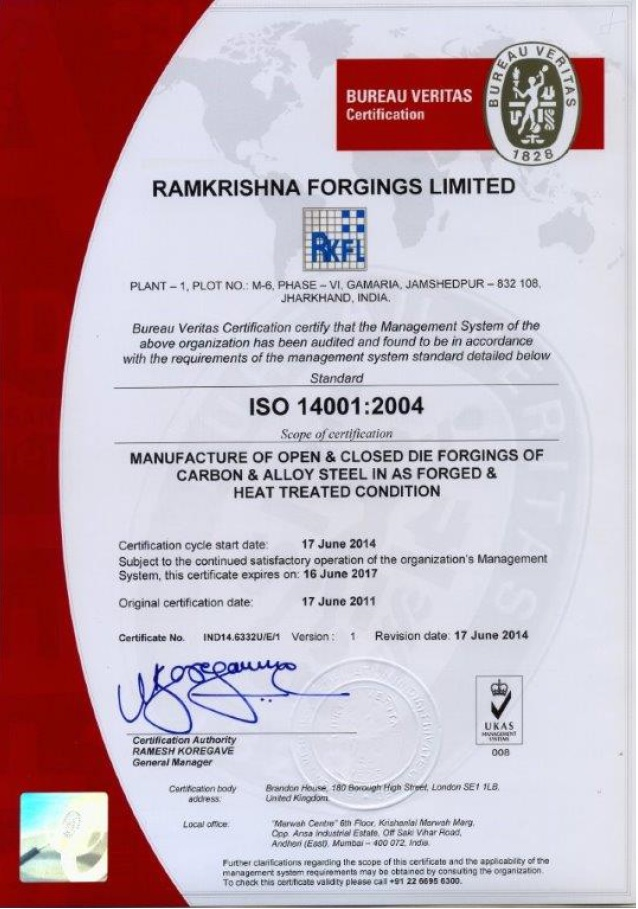 BUREAU VERITAS
Certification
BUREAU VERITAS
1828
RAMKRISHNA FORGINGS LIMITED
RKFL
PLANT – 1, PLOT NO.: M-6, PHASE – VI, GAMARIA, JAMSHEDPUR – 832 108,
JHARKHAND, INDIA.
Bureau Veritas Certification certify that the Management System of the
above organization has been audited and found to be in accordance
with the requirements of the management system standard detailed below
Standard
ISO 14001:2004
Scope of certification
MANUFACTURE OF OPEN & CLOSED DIE FORGINGS OF
CARBON & ALLOY STEEL IN AS FORGED &
HEAT TREATED CONDITION
Certification cycle start date: 17 June 2014
Subject to the continued satisfactory operation of the organization's Management
System, this certificate expires on: 16 June 2017
Original certification date: 17 June 2011
Certificate No. IND14.6332U/E/1 Version : 1 Revision date: 17 June 2014
Certification Authority
RAMESH KOREGAVE
General Manager
UKAS
MANAGEMENT
SYSTEMS
008
Certification body address: Brandon House, 180 Borough High Street, London SE1 1LB,
United Kingdom
Local office: "Marwah Centre" 6th Floor, Krishanlal Marwah Marg,
Opp. Ansa Industrial Estate, Off Saki Vihar Road,
Andheri (East), Mumbai – 400 072, India.
Further clarifications regarding the scope of this certificate and the applicability of the
management system requirements may be obtained by consulting the organization.
To check this certificate validity please call +91 22 6695 6300.